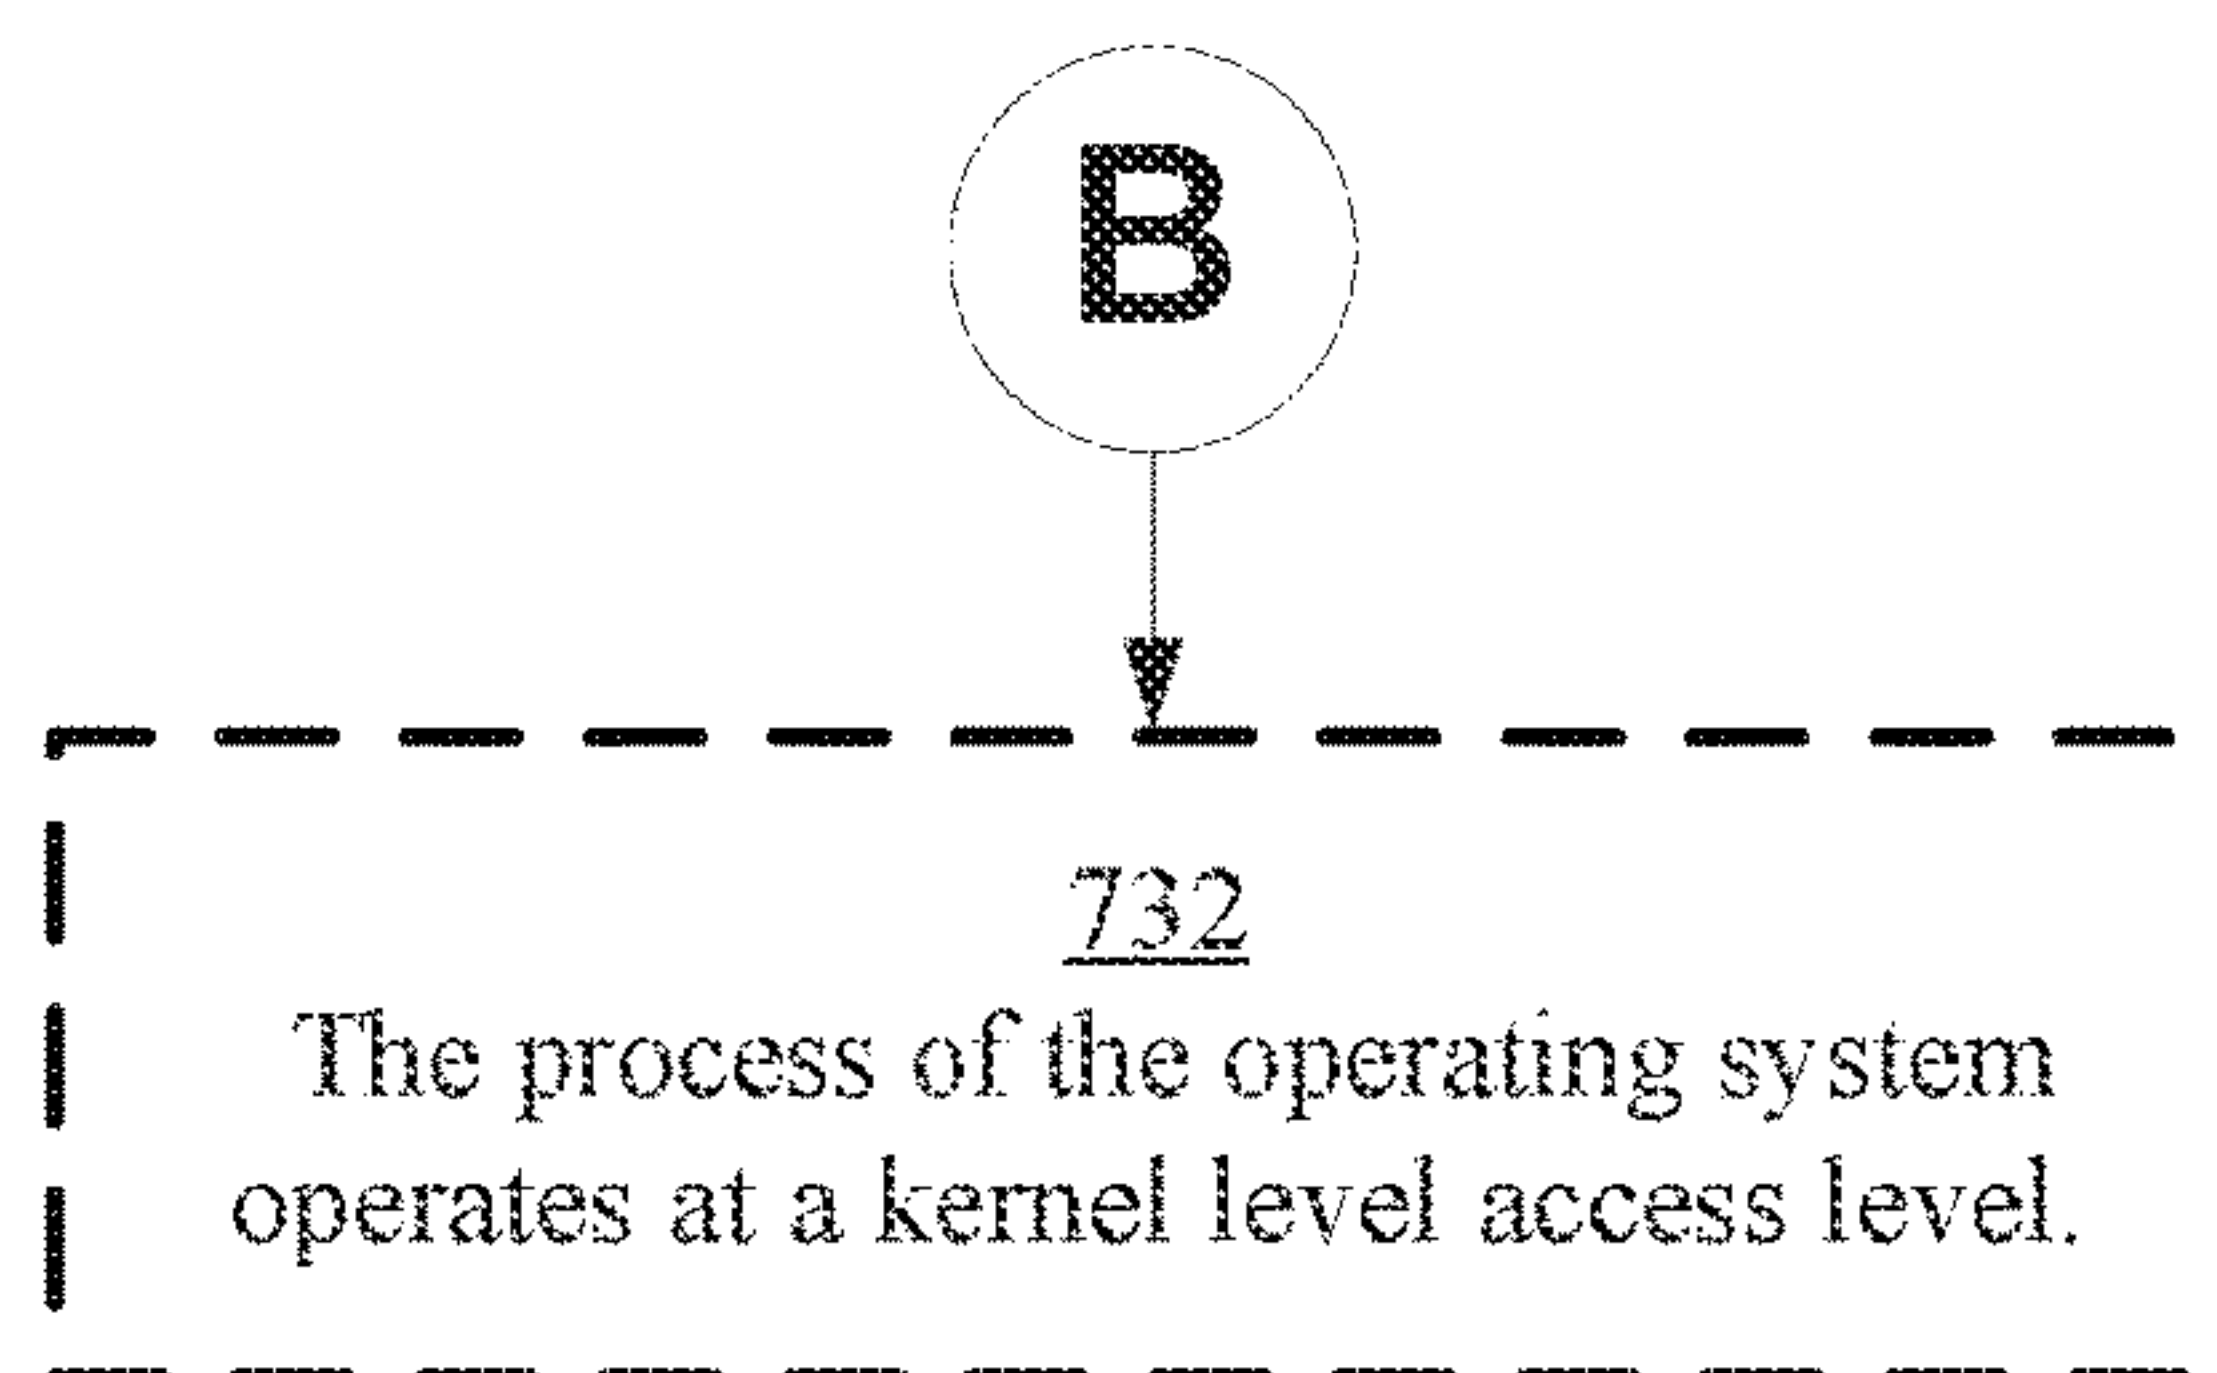 B
732
The process of the operating system
operates at a kernel level access level.